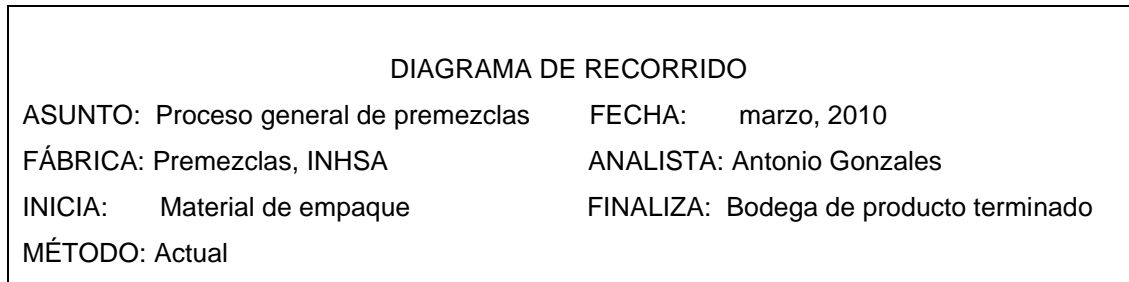 DIAGRAMA DE RECORRIDO
ASUNTO: Proceso general de premezclas FECHA: marzo, 2010
FÁBRICA: Premezclas, INHSA ANALISTA: Antonio Gonzales
INICIA: Material de empaque FINALIZA: Bodega de producto terminado
MÉTODO: Actual